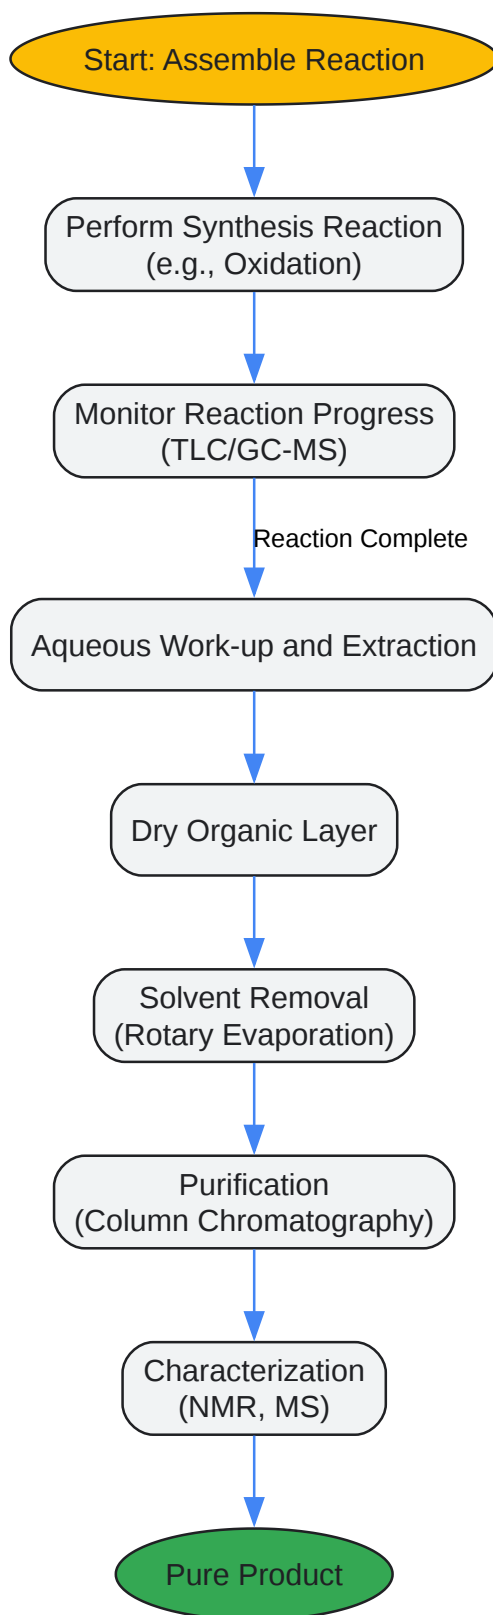 Start: Assemble Reaction
Perform Synthesis Reaction
(e.g., Oxidation)
Monitor Reaction Progress
(TLC/GC-MS)
Reaction Complete
Aqueous Work-up and Extraction
Dry Organic Layer
Solvent Removal
(Rotary Evaporation)
Purification
(Column Chromatography)
Characterization
(NMR, MS)
Pure Product